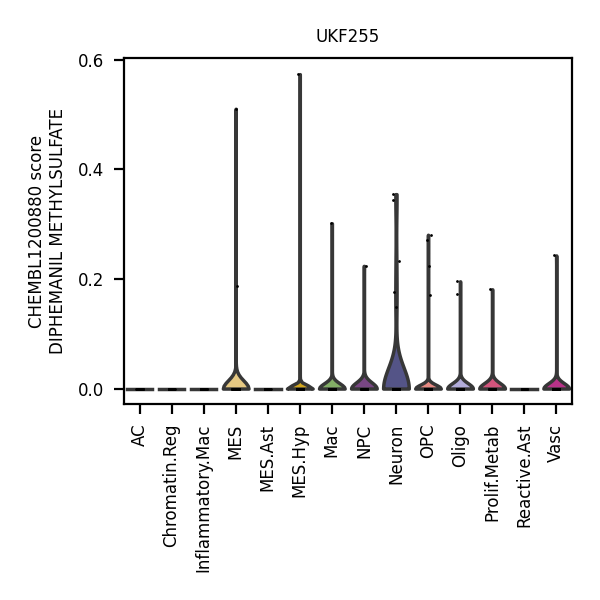 UKF255
CHEMBL1200880 score
DIPHEMANIL METHYLSULFATE
0.6
0.4
0.2
0.0
AC
Chromatin.Reg
Inflammatory.Mac
MES
MES.Ast
MES.Hyp
Mac
NPC
Neuron
OPC
Oligo
Prolif.Metab
Reactive.Ast
Vasc